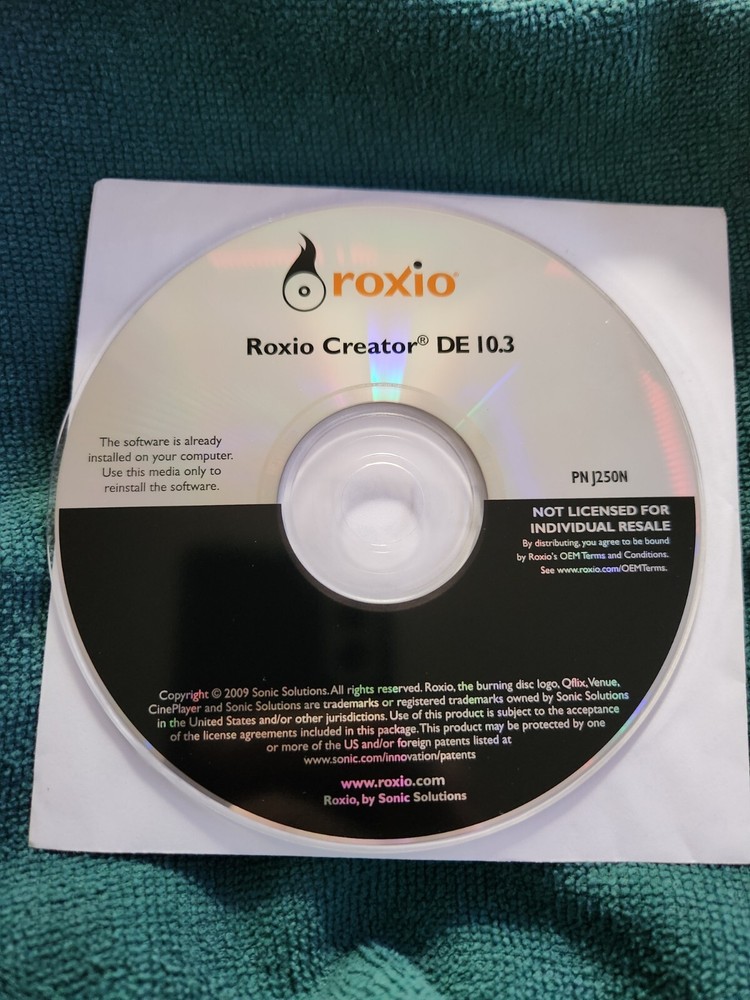 roxio®
Roxio Creator® DE 10.3
The software is already
installed on your computer.
Use this media only to
reinstall the software.
PN J250N
NOT LICENSED FOR
INDIVIDUAL RESALE
By distributing, you agree to be bound
by Roxio's OEM Terms and Conditions.
See www.roxio.com/OEMTerms.
Copyright © 2009 Sonic Solutions. All rights reserved. Roxio, the burning disc logo, Qflix, Venue,
CinePlayer and Sonic Solutions are trademarks or registered trademarks owned by Sonic Solutions
in the United States and/or other jurisdictions. Use of this product is subject to the acceptance
of the license agreements included in this package. This product may be protected by one
or more of the US and/or foreign patents listed at
www.sonic.com/innovation/patents
www.roxio.com
Roxio, by Sonic Solutions